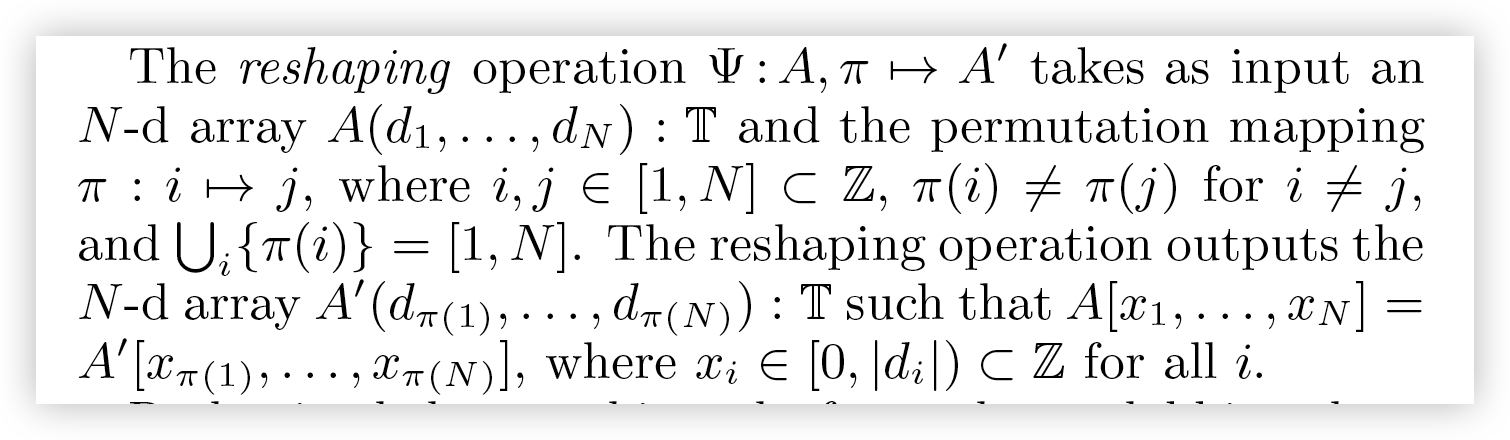 The reshaping operation Ψ : A, π ↦ A′ takes as input an
N-d array A(d₁, . . . , d_N) : 𝕋 and the permutation mapping
π : i ↦ j, where i, j ∈ [1, N] ⊂ ℤ, π(i) ≠ π(j) for i ≠ j,
and ⋃ᵢ{π(i)} = [1, N]. The reshaping operation outputs the
N-d array A′(d_π(1), . . . , d_π(N)) : 𝕋 such that A[x₁, . . . , x_N] =
A′[x_π(1), . . . , x_π(N)], where xᵢ ∈ [0, |dᵢ|) ⊂ ℤ for all i.